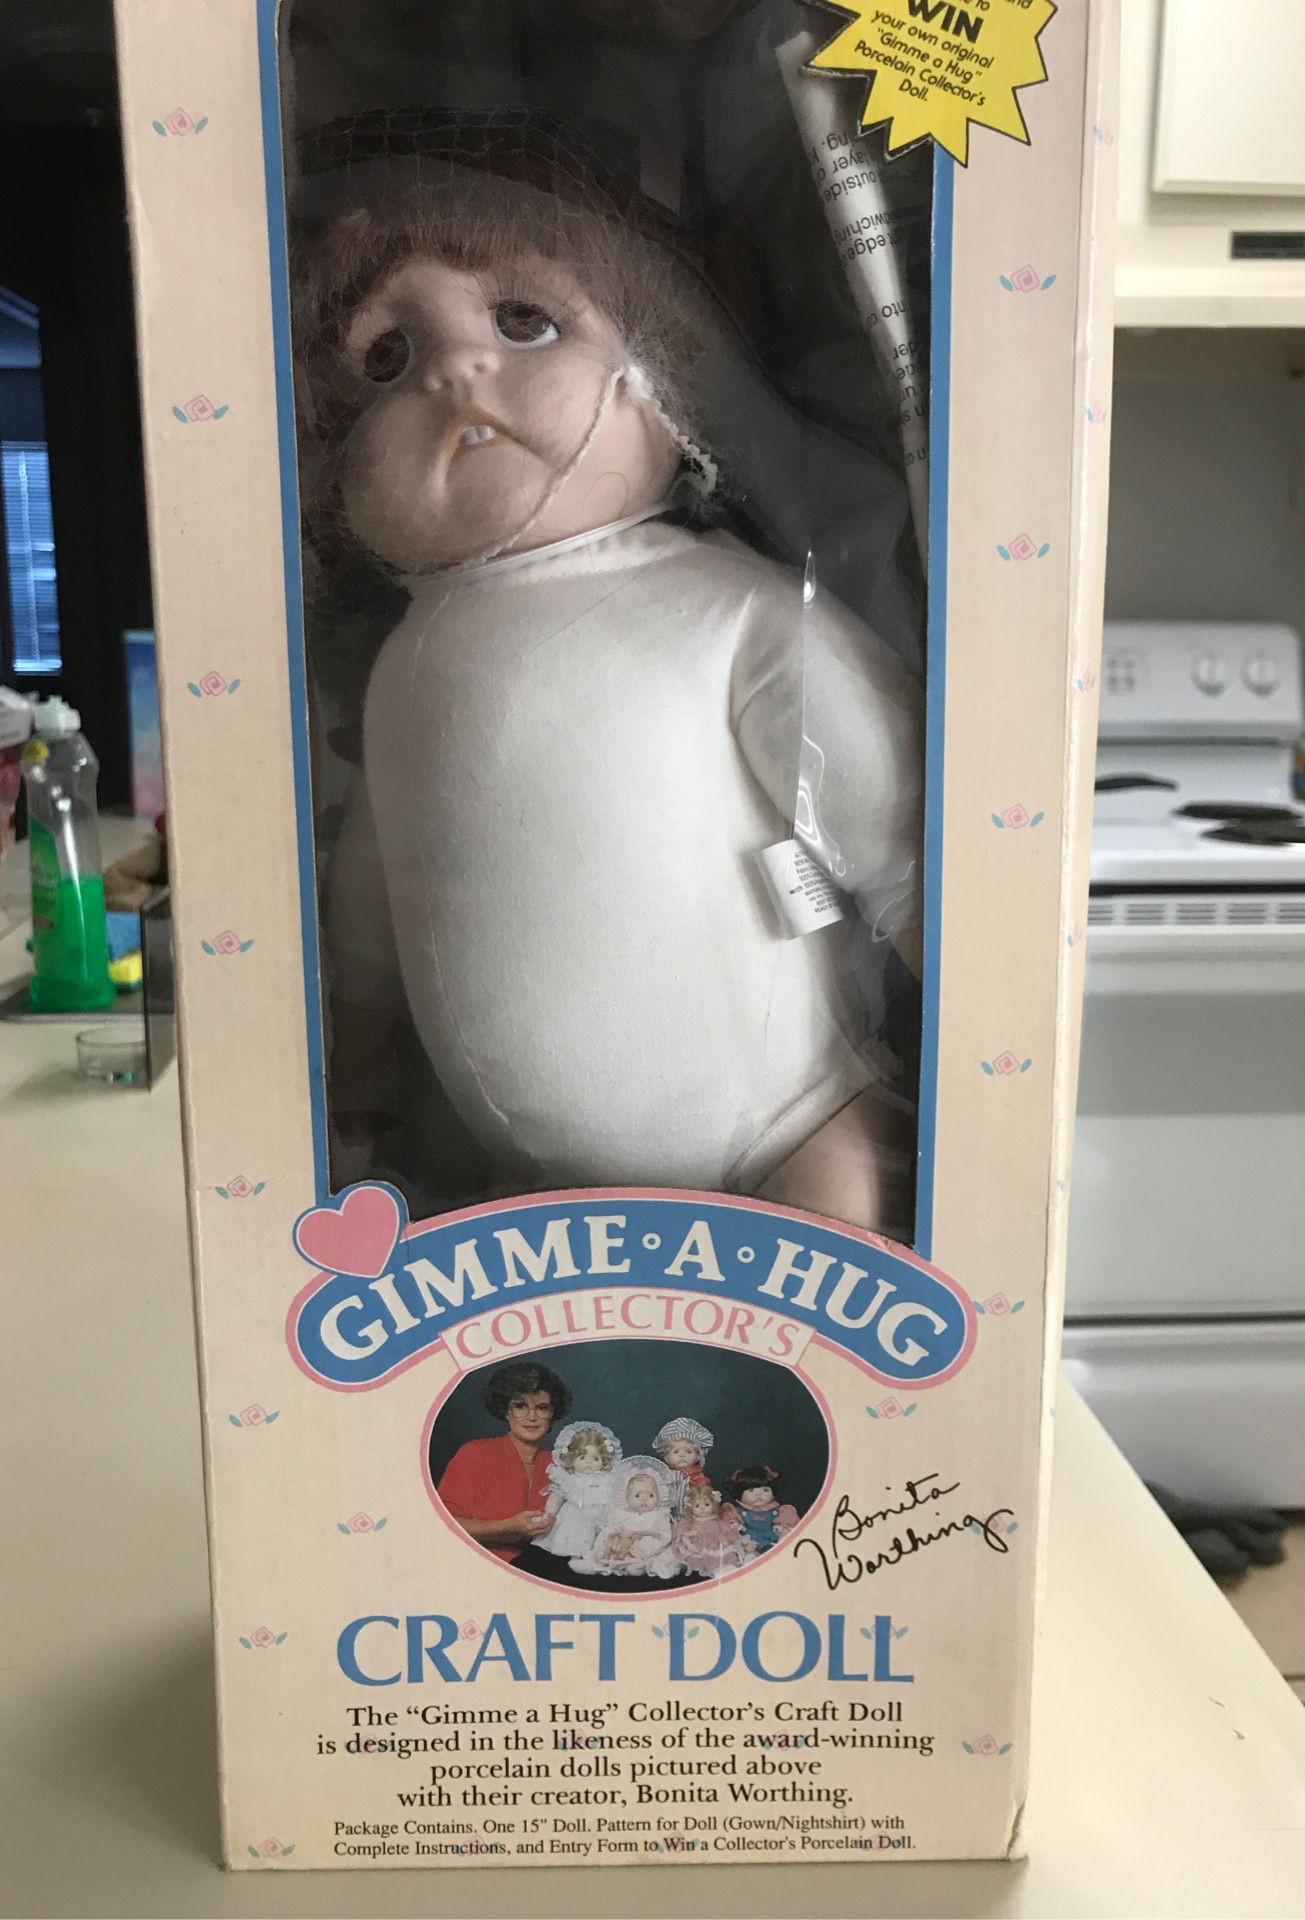 WIN
your own original
"Gimme a Hug"
Porcelain Collector's
Doll.
GIMME•A•HUG
COLLECTOR'S
Bonita
Worthing
CRAFT DOLL
The “Gimme a Hug” Collector's Craft Doll
is designed in the likeness of the award-winning
porcelain dolls pictured above
with their creator, Bonita Worthing.
Package Contains. One 15" Doll. Pattern for Doll (Gown/Nightshirt) with
Complete Instructions, and Entry Form to Win a Collector's Porcelain Doll.